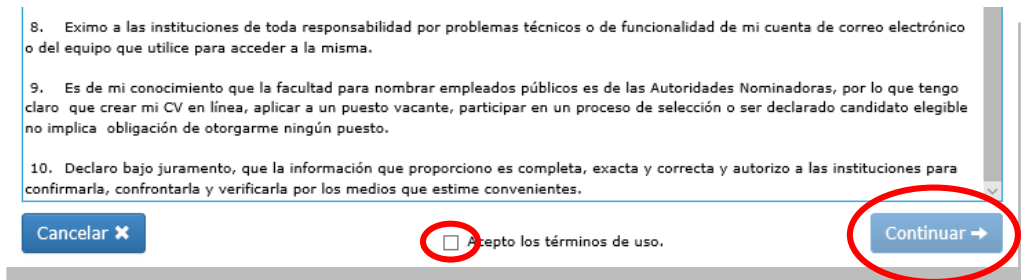 8. Eximo a las instituciones de toda responsabilidad por problemas técnicos o de funcionalidad de mi cuenta de correo electrónico
o del equipo que utilice para acceder a la misma.
9. Es de mi conocimiento que la facultad para nombrar empleados públicos es de las Autoridades Nominadoras, por lo que tengo
claro que crear mi CV en línea, aplicar a un puesto vacante, participar en un proceso de selección o ser declarado candidato elegible
no implica obligación de otorgarme ningún puesto.
10. Declaro bajo juramento, que la información que proporciono es completa, exacta y correcta y autorizo a las instituciones para
confirmarla, confrontarla y verificarla por los medios que estime convenientes.
Cancelar ✖
Acepto los términos de uso.
Continuar ➔